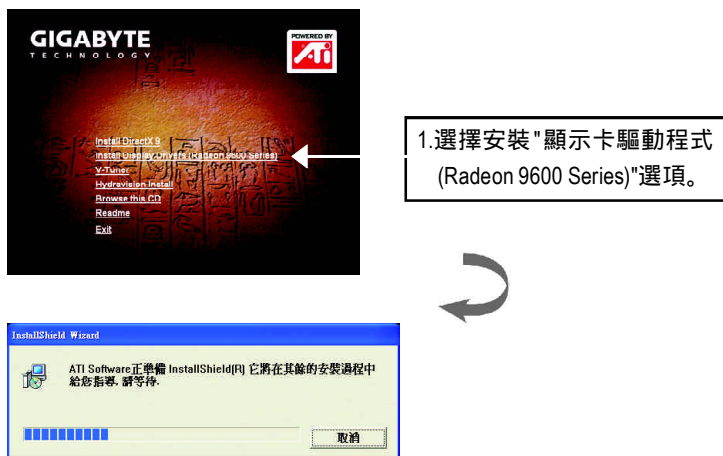 GIGABYTE
TECHNOLOGY
POWERED BY
ATI
Install DirectX 9
Install Display Drivers (Radeon 9600 Series)
V-Tuner
Hydravision Install
Browse this CD
Readme
Exit
1.選擇安裝"顯示卡驅動程式
(Radeon 9600 Series)"選項。
InstallShield Wizard
ATI Software正準備 InstallShield(R) 它將在其餘的安裝過程中
給您指導. 請等待.
取消